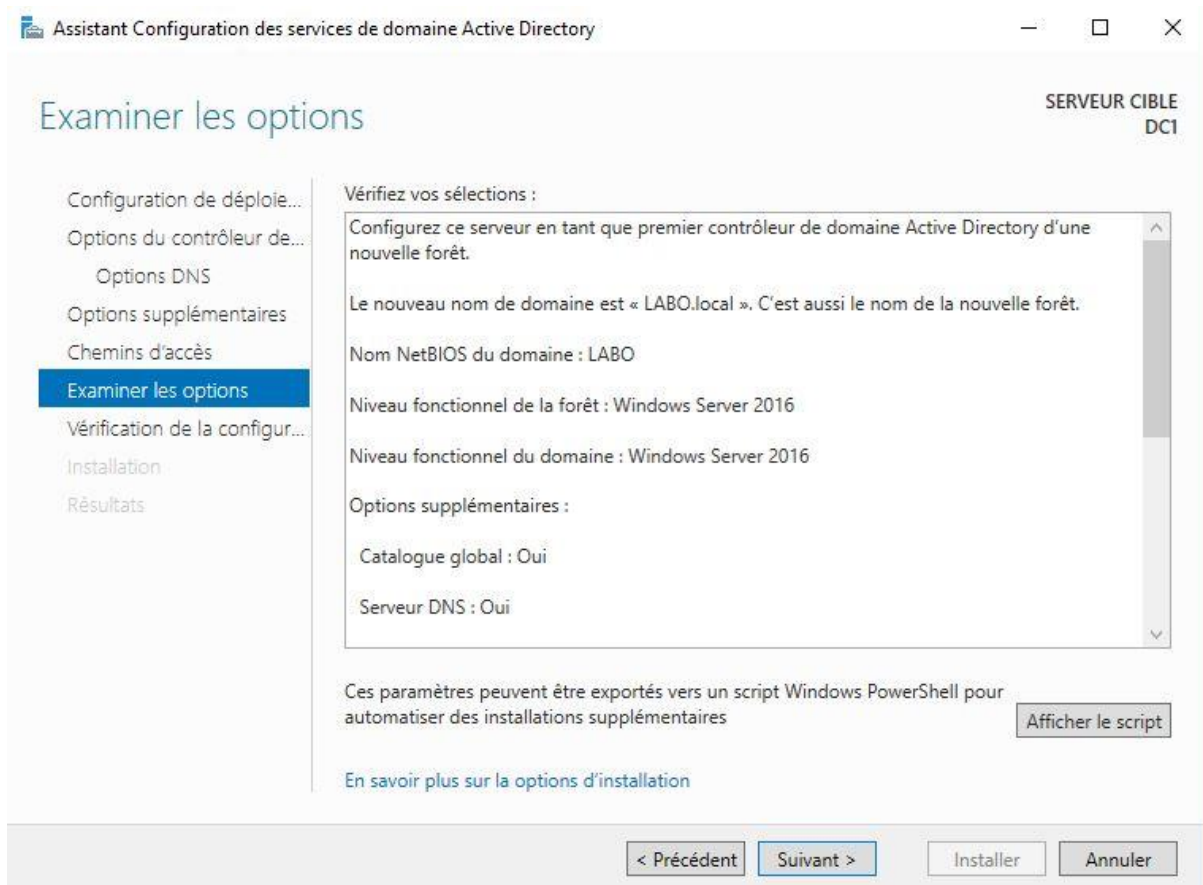 Assistant Configuration des services de domaine Active Directory
Examiner les options
SERVEUR CIBLE
DC1
Configuration de déploie...
Options du contrôleur de...
Options DNS
Options supplémentaires
Chemins d’accès
Examiner les options
Vérification de la configur...
Installation
Résultats
Vérifiez vos sélections :
Configurez ce serveur en tant que premier contrôleur de domaine Active Directory d’une
nouvelle forêt.
Le nouveau nom de domaine est « LABO.local ». C’est aussi le nom de la nouvelle forêt.
Nom NetBIOS du domaine : LABO
Niveau fonctionnel de la forêt : Windows Server 2016
Niveau fonctionnel du domaine : Windows Server 2016
Options supplémentaires :
Catalogue global : Oui
Serveur DNS : Oui
Ces paramètres peuvent être exportés vers un script Windows PowerShell pour
automatiser des installations supplémentaires
Afficher le script
En savoir plus sur la options d’installation
< Précédent
Suivant >
Installer
Annuler